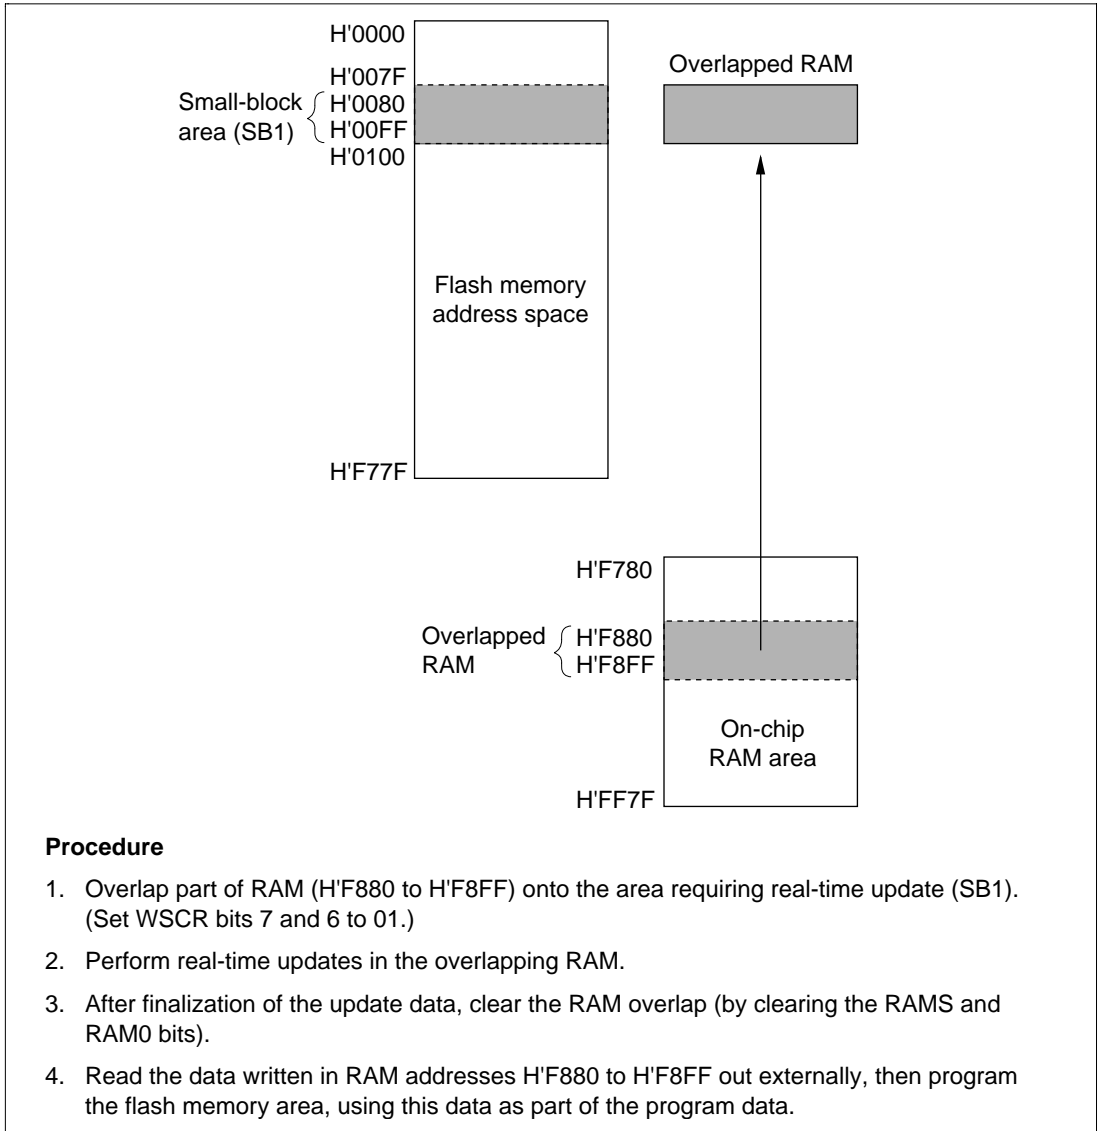 H'0000
H'007F
Small-block
area (SB1)
H'0080
H'00FF
H'0100
Overlapped RAM
Flash memory
address space
H'F77F
H'F780
Overlapped
RAM
H'F880
H'F8FF
On-chip
RAM area
H'FF7F
Procedure
1. Overlap part of RAM (H'F880 to H'F8FF) onto the area requiring real-time update (SB1).
(Set WSCR bits 7 and 6 to 01.)
2. Perform real-time updates in the overlapping RAM.
3. After finalization of the update data, clear the RAM overlap (by clearing the RAMS and
RAM0 bits).
4. Read the data written in RAM addresses H'F880 to H'F8FF out externally, then program
the flash memory area, using this data as part of the program data.